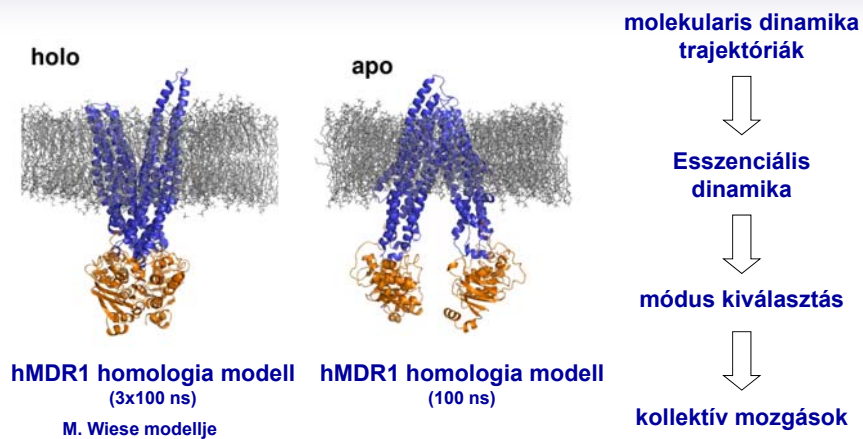 holo
apo
hMDR1 homologia modell
(3x100 ns)
M. Wiese modellje
hMDR1 homologia modell
(100 ns)
molekularis dinamika
trajektóriák
Esszenciális
dinamika
módus kiválasztás
kollektív mozgások